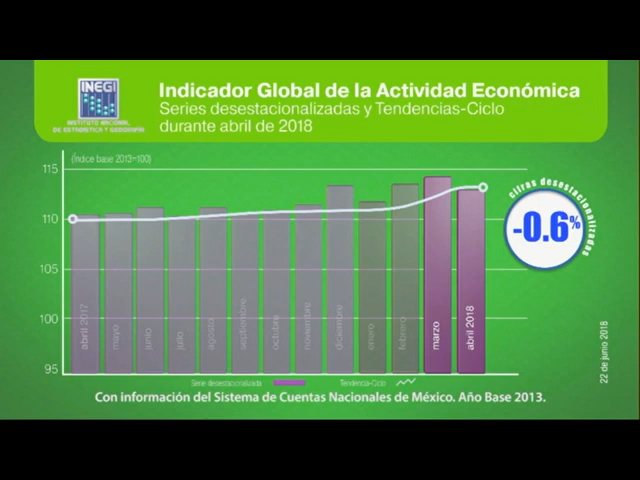 INEGI
INSTITUTO NACIONAL
DE ESTADÍSTICA Y GEOGRAFÍA
Indicador Global de la Actividad Económica
Series desestacionalizadas y Tendencias-Ciclo
durante abril de 2018
(Índice base 2013=100)
115
110
105
100
95
abril 2017
mayo
junio
julio
agosto
septiembre
octubre
noviembre
diciembre
enero
febrero
marzo
abril 2018
cifras desestacionalizadas
-0.6%
Serie desestacionalizada
Tendencia-Ciclo
Con información del Sistema de Cuentas Nacionales de México. Año Base 2013.
22 de junio 2018